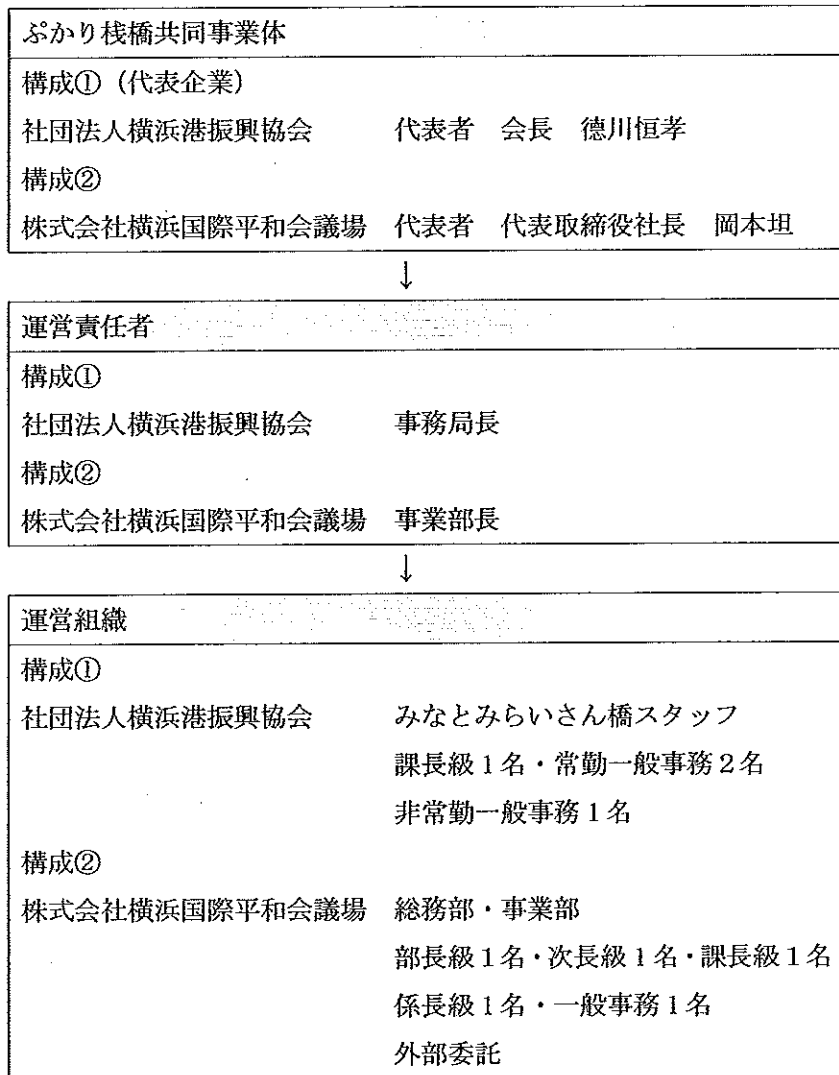 ぷかり桟橋共同事業体
構成①（代表企業）
社団法人横浜港振興協会　代表者　会長　德川恒孝
構成②
株式会社横浜国際平和会議場　代表者　代表取締役社長　岡本坦
↓
運営責任者
構成①
社団法人横浜港振興協会　事務局長
構成②
株式会社横浜国際平和会議場　事業部長
↓
運営組織
構成①
社団法人横浜港振興協会　みなとみらいさん橋スタッフ
課長級１名・常勤一般事務２名
非常勤一般事務１名
構成②
株式会社横浜国際平和会議場　総務部・事業部
部長級１名・次長級１名・課長級１名
係長級１名・一般事務１名
外部委託